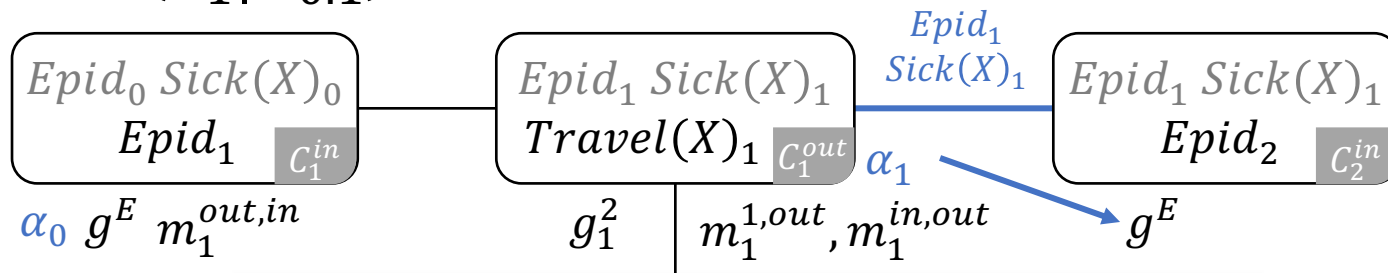 Epid_1
Sick(X)_1
Epid_0 Sick(X)_0
Epid_1
C_1^{in}
Epid_1 Sick(X)_1
Travel(X)_1
C_1^{out}
Epid_1 Sick(X)_1
Epid_2
C_2^{in}
α_0 g^E m_1^{out,in}
g_1^2
m_1^{1,out}, m_1^{in,out}
α_1
g^E